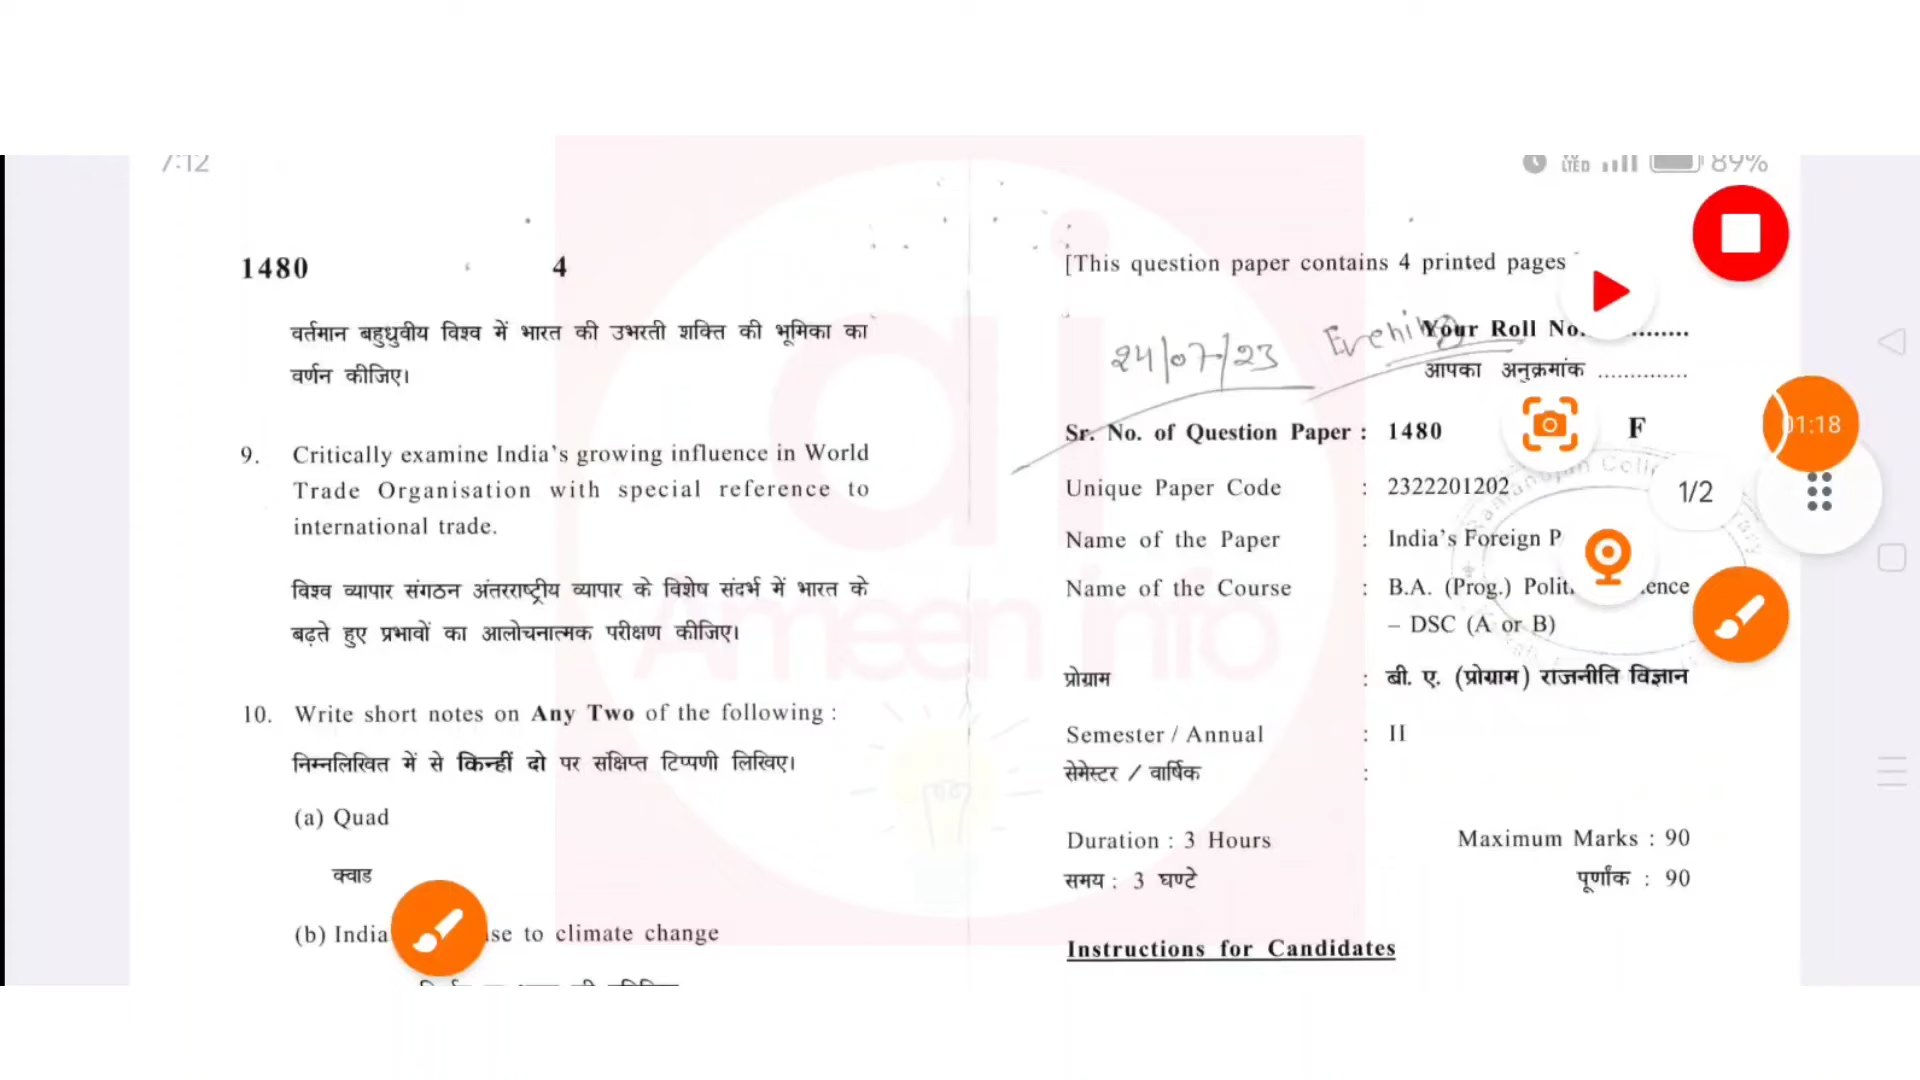 7:12
89%
1480 4
वर्तमान बहुध्रुवीय विश्व में भारत की उभरती शक्ति की भूमिका का
वर्णन कीजिए।
9. Critically examine India's growing influence in World
Trade Organisation with special reference to
international trade.
विश्व व्यापार संगठन अंतरराष्ट्रीय व्यापार के विशेष संदर्भ में भारत के
बढ़ते हुए प्रभावों का आलोचनात्मक परीक्षण कीजिए।
10. Write short notes on Any Two of the following :
निम्नलिखित में से किन्हीं दो पर संक्षिप्त टिप्पणी लिखिए।
(a) Quad
क्वाड
(b) India se to climate change
[This question paper contains 4 printed pages
24/07/23 Evening
Your Roll No. ........
आपका अनुक्रमांक ..............
Sr. No. of Question Paper : 1480 F
Unique Paper Code : 2322201202
Name of the Paper : India's Foreign P
Name of the Course : B.A. (Prog.) Polit ence
– DSC (A or B)
प्रोग्राम : बी. ए. (प्रोग्राम) राजनीति विज्ञान
Semester / Annual : II
सेमेस्टर / वार्षिक :
Duration : 3 Hours Maximum Marks : 90
समय : 3 घण्टे पूर्णांक : 90
Instructions for Candidates
01:18
1/2
ai
Ameen Info